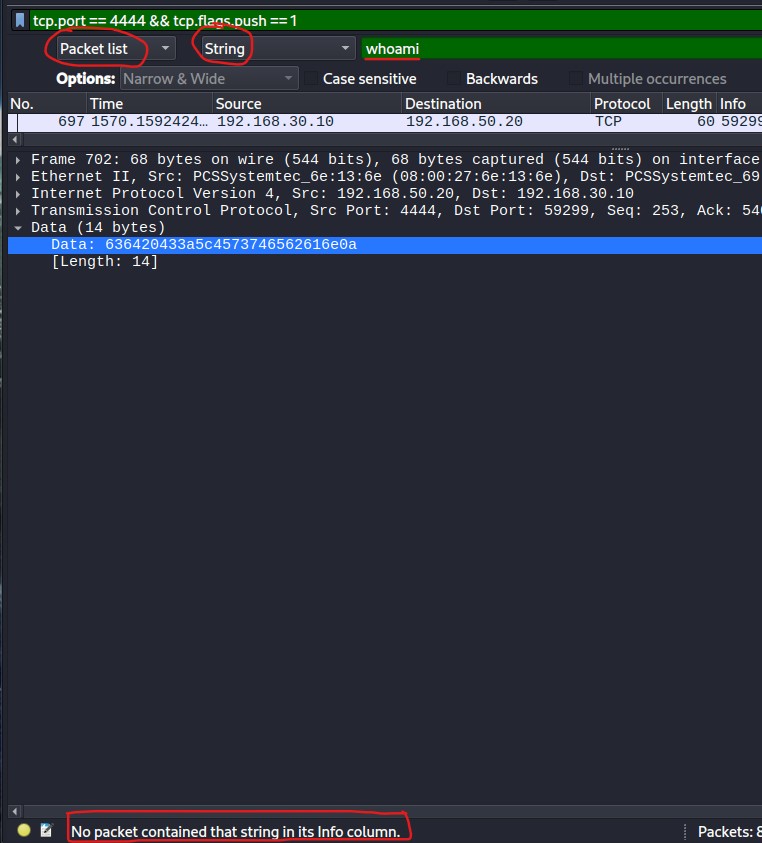 tcp.port == 4444 && tcp.flags.push == 1
Packet list String whoami
Options: Narrow & Wide Case sensitive Backwards Multiple occurrences
No. Time Source Destination Protocol Length Info
697 1570.1592424… 192.168.30.10 192.168.50.20 TCP 60 59299
Frame 702: 68 bytes on wire (544 bits), 68 bytes captured (544 bits) on interface
Ethernet II, Src: PCSSystemtec_6e:13:6e (08:00:27:6e:13:6e), Dst: PCSSystemtec_69
Internet Protocol Version 4, Src: 192.168.50.20, Dst: 192.168.30.10
Transmission Control Protocol, Src Port: 4444, Dst Port: 59299, Seq: 253, Ack: 540
Data (14 bytes)
Data: 636420433a5c4573746562616e0a
[Length: 14]
No packet contained that string in its Info column. Packets: 8